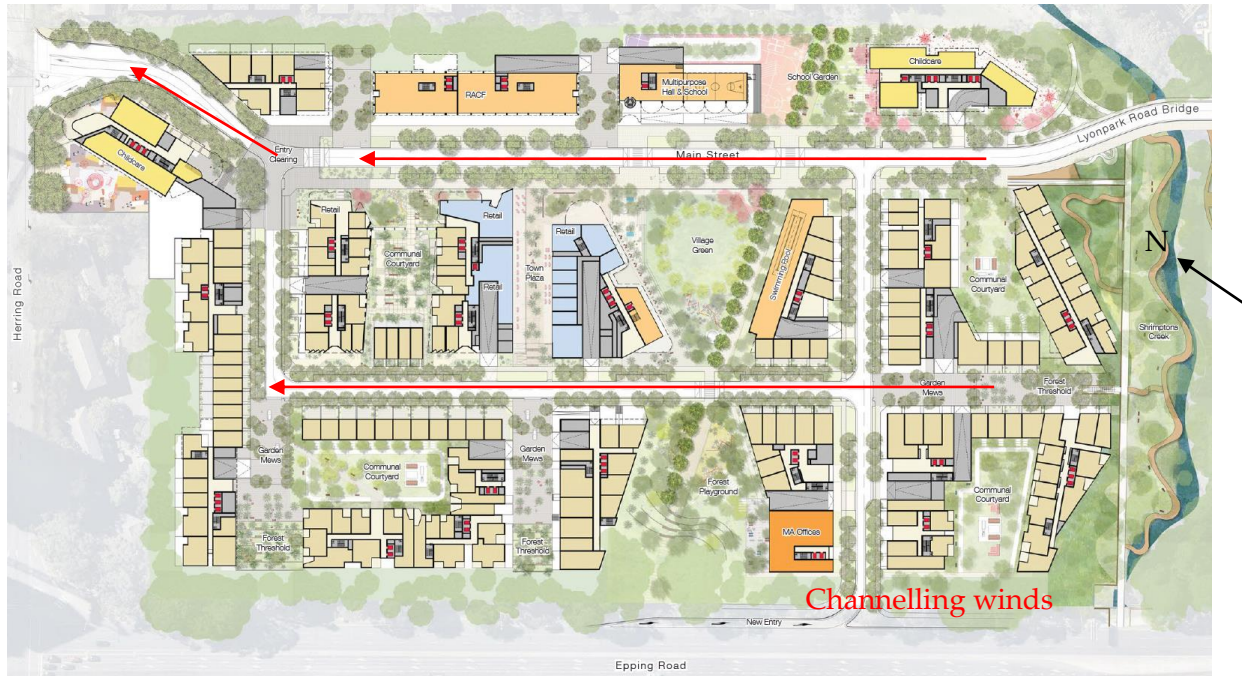 Childcare
RACF
Multipurpose
Hall & School
School Garden
Childcare
Lyonpark Road Bridge
Entry
Clearing
Main Street
Retail
Communal
Courtyard
Retail
Retail
Town
Plaza
Retail
Village
Green
Swimming Pool
Communal
Courtyard
N
Shrimptons
Creek
Herring Road
Garden
Mews
Forest
Threshold
Garden
Mews
Communal
Courtyard
Garden
Mews
Forest
Playground
Communal
Courtyard
Forest
Threshold
Forest
Threshold
MA Offices
Channelling winds
New Entry
Epping Road